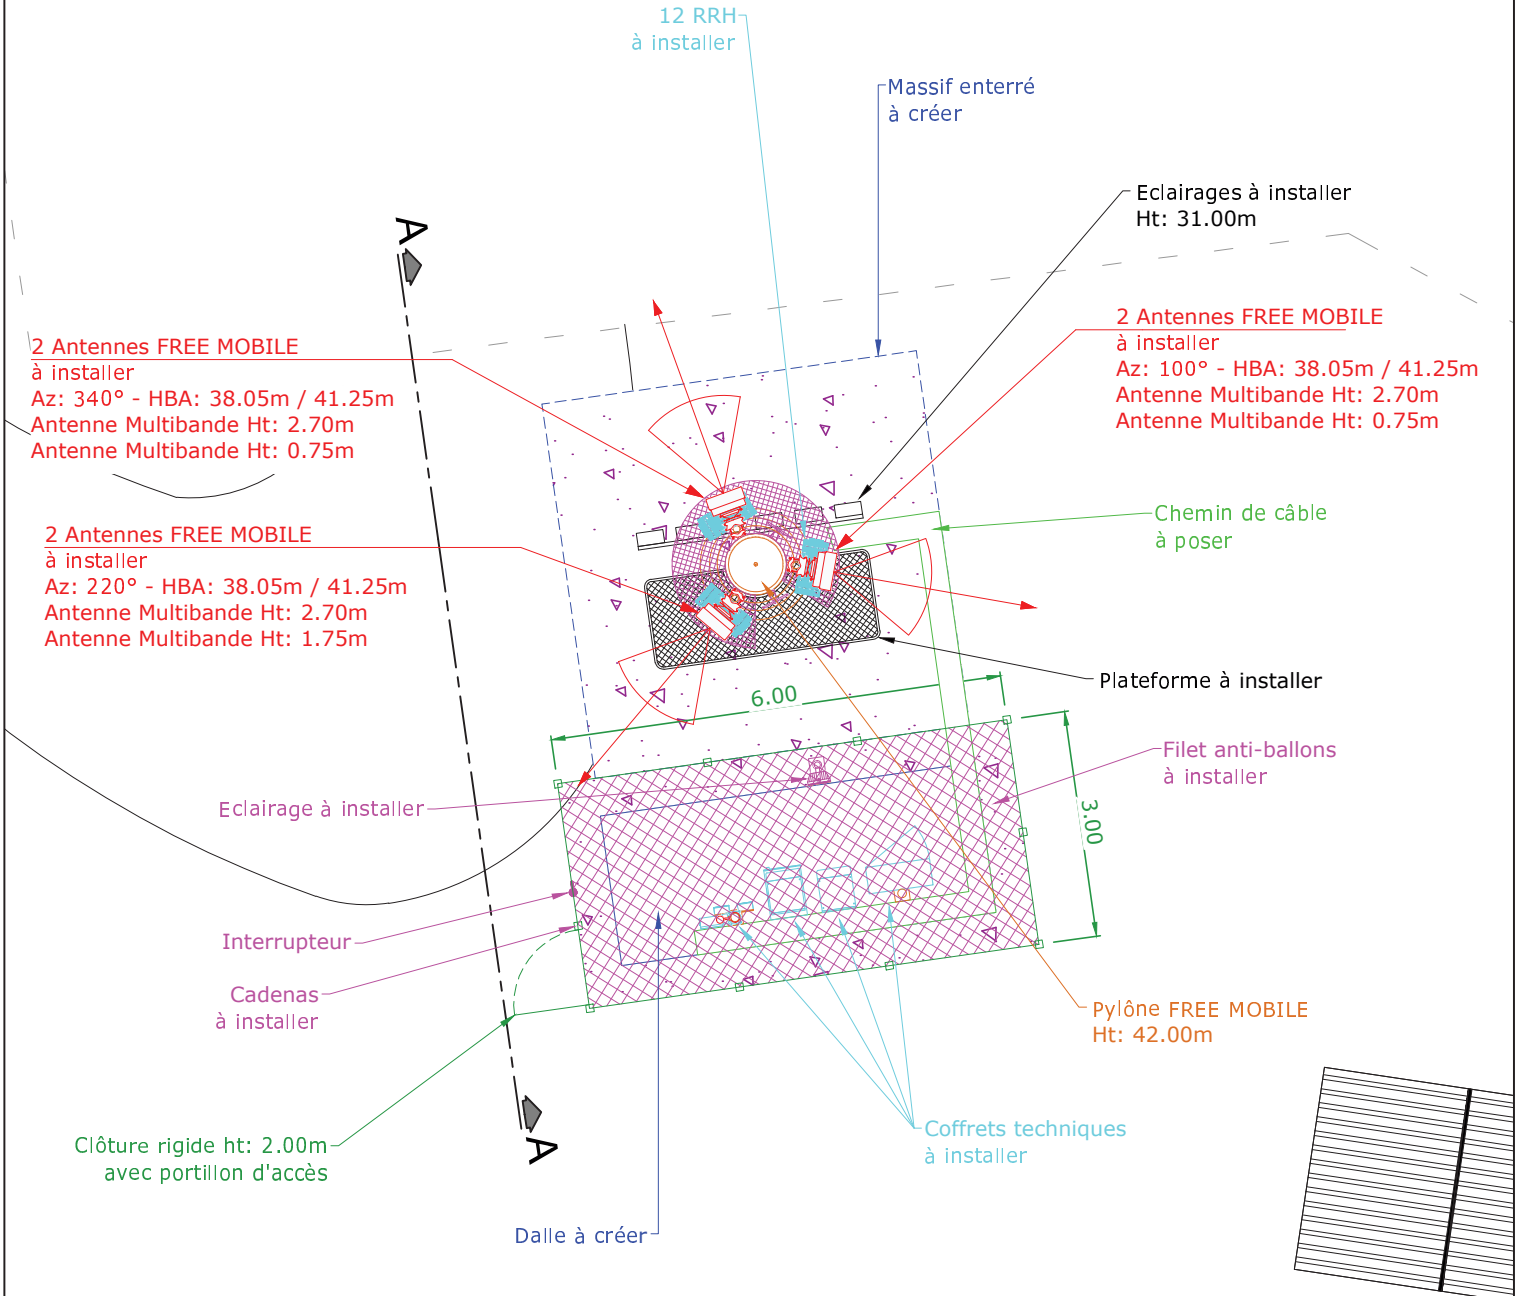 12 RRH
à installer
Massif enterré
à créer
Eclairages à installer
Ht: 31.00m
A
2 Antennes FREE MOBILE
à installer
Az: 340° - HBA: 38.05m / 41.25m
Antenne Multibande Ht: 2.70m
Antenne Multibande Ht: 0.75m
2 Antennes FREE MOBILE
à installer
Az: 100° - HBA: 38.05m / 41.25m
Antenne Multibande Ht: 2.70m
Antenne Multibande Ht: 0.75m
2 Antennes FREE MOBILE
à installer
Az: 220° - HBA: 38.05m / 41.25m
Antenne Multibande Ht: 2.70m
Antenne Multibande Ht: 1.75m
Chemin de câble
à poser
Plateforme à installer
6.00
Filet anti-ballons
à installer
Eclairage à installer
3.00
Interrupteur
Cadenas
à installer
Pylône FREE MOBILE
Ht: 42.00m
Clôture rigide ht: 2.00m
avec portillon d'accès
A
Coffrets techniques
à installer
Dalle à créer